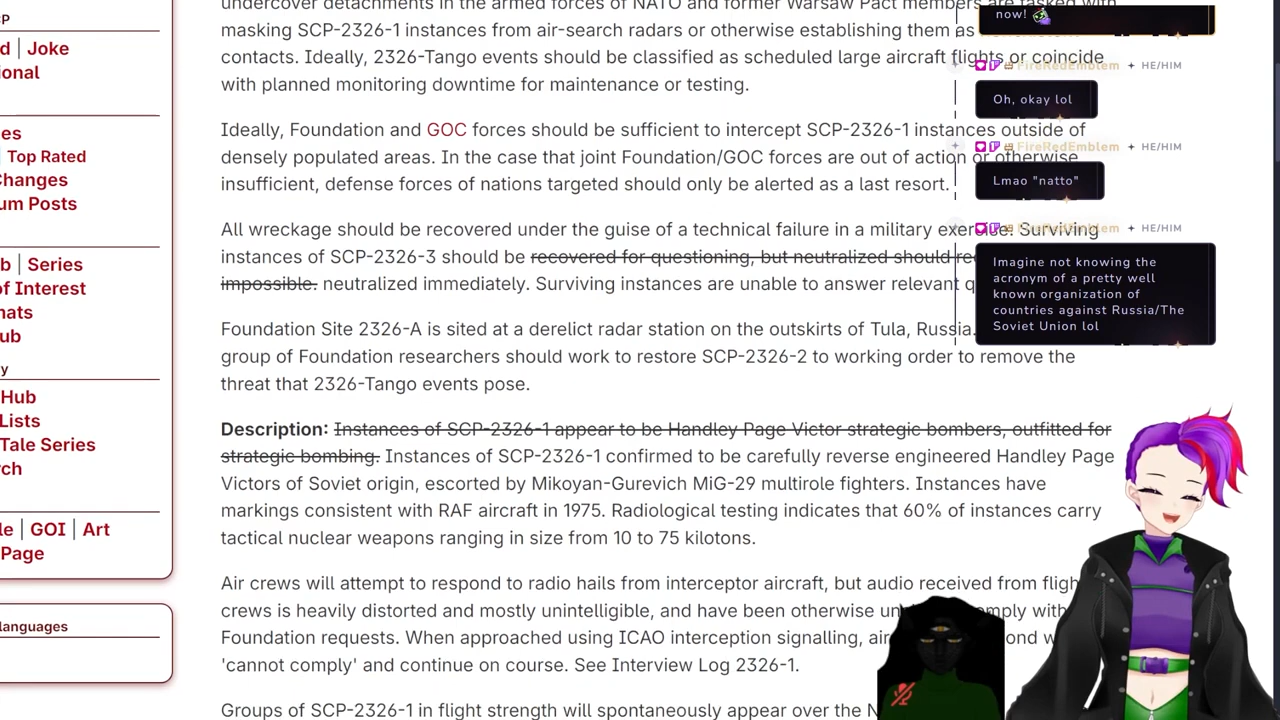 undercover detachments in the armed forces of NATO and former Warsaw Pact members are tasked with
masking SCP-2326-1 instances from air-search radars or otherwise establishing them as
contacts. Ideally, 2326-Tango events should be classified as scheduled large aircraft flights or coincide
with planned monitoring downtime for maintenance or testing.
Ideally, Foundation and GOC forces should be sufficient to intercept SCP-2326-1 instances outside of
densely populated areas. In the case that joint Foundation/GOC forces are out of action or otherwise
insufficient, defense forces of nations targeted should only be alerted as a last resort.
All wreckage should be recovered under the guise of a technical failure in a military exercise. Surviving
instances of SCP-2326-3 should be recovered for questioning, but neutralized should
impossible. neutralized immediately. Surviving instances are unable to answer relevant
Foundation Site 2326-A is sited at a derelict radar station on the outskirts of Tula, Russia.
group of Foundation researchers should work to restore SCP-2326-2 to working order to remove the
threat that 2326-Tango events pose.
Description: Instances of SCP-2326-1 appear to be Handley Page Victor strategic bombers, outfitted for
strategic bombing. Instances of SCP-2326-1 confirmed to be carefully reverse engineered Handley Page
Victors of Soviet origin, escorted by Mikoyan-Gurevich MiG-29 multirole fighters. Instances have
markings consistent with RAF aircraft in 1975. Radiological testing indicates that 60% of instances carry
tactical nuclear weapons ranging in size from 10 to 75 kilotons.
Air crews will attempt to respond to radio hails from interceptor aircraft, but audio received from fligh
crews is heavily distorted and mostly unintelligible, and have been otherwise un mply with
Foundation requests. When approached using ICAO interception signalling, air ond w
'cannot comply' and continue on course. See Interview Log 2326-1.
Groups of SCP-2326-1 in flight strength will spontaneously appear over the N
CP
d | Joke
ional
es
Top Rated
Changes
um Posts
b | Series
of Interest
mats
ub
y
Hub
Lists
Tale Series
rch
le | GOI | Art
Page
languages
now!
FireRedEmblem HE/HIM
Oh, okay lol
FireRedEmblem HE/HIM
Lmao "natto"
FireRedEmblem HE/HIM
Imagine not knowing the
acronym of a pretty well
known organization of
countries against Russia/The
Soviet Union lol